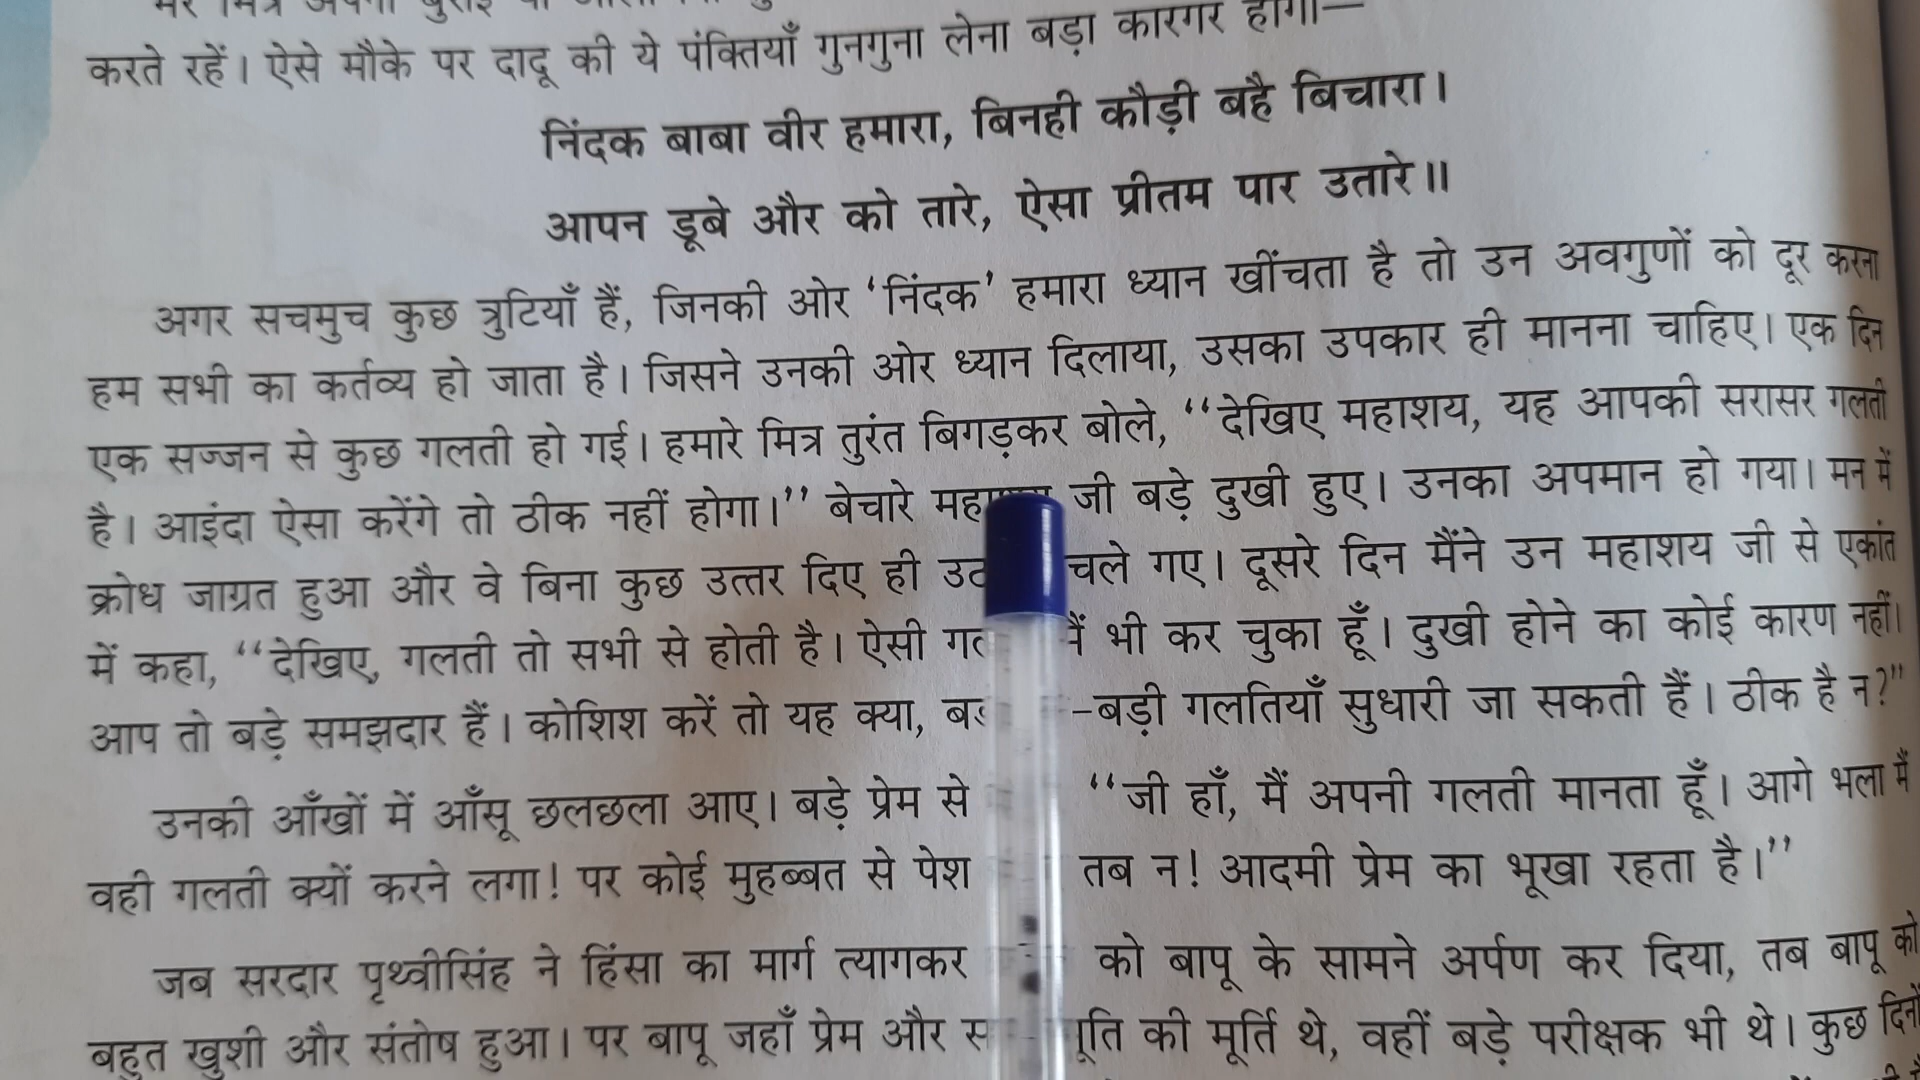 करते रहें। ऐसे मौके पर दादू की ये पंक्तियाँ गुनगुना लेना बड़ा कारगर होगा—
निंदक बाबा वीर हमारा, बिनही कौड़ी बहै बिचारा।
आपन डूबे और को तारे, ऐसा प्रीतम पार उतारे॥
अगर सचमुच कुछ त्रुटियाँ हैं, जिनकी ओर ‘निंदक’ हमारा ध्यान खींचता है तो उन अवगुणों को दूर करना
हम सभी का कर्तव्य हो जाता है। जिसने उनकी ओर ध्यान दिलाया, उसका उपकार ही मानना चाहिए। एक दिन
एक सज्जन से कुछ गलती हो गई। हमारे मित्र तुरंत बिगड़कर बोले, “देखिए महाशय, यह आपकी सरासर गलती
है। आइंदा ऐसा करेंगे तो ठीक नहीं होगा।” बेचारे जी बड़े दुखी हुए। उनका अपमान हो गया। मन में
क्रोध जाग्रत हुआ और वे बिना कुछ उत्तर दिए ही चले गए। दूसरे दिन मैंने उन महाशय जी से एकांत
में कहा, “देखिए, गलती तो सभी से होती है। ऐसी भी कर चुका हूँ। दुखी होने का कोई कारण नहीं।
आप तो बड़े समझदार हैं। कोशिश करें तो यह क्या, -बड़ी गलतियाँ सुधारी जा सकती हैं। ठीक है न?”
उनकी आँखों में आँसू छलछला आए। बड़े प्रेम से “जी हाँ, मैं अपनी गलती मानता हूँ। आगे भला मैं
वही गलती क्यों करने लगा! पर कोई मुहब्बत से पेश तब न! आदमी प्रेम का भूखा रहता है।”
जब सरदार पृथ्वीसिंह ने हिंसा का मार्ग त्यागकर को बापू के सामने अर्पण कर दिया, तब बापू को
बहुत खुशी और संतोष हुआ। पर बापू जहाँ प्रेम और की मूर्ति थे, वहीं बड़े परीक्षक भी थे। कुछ दिनों